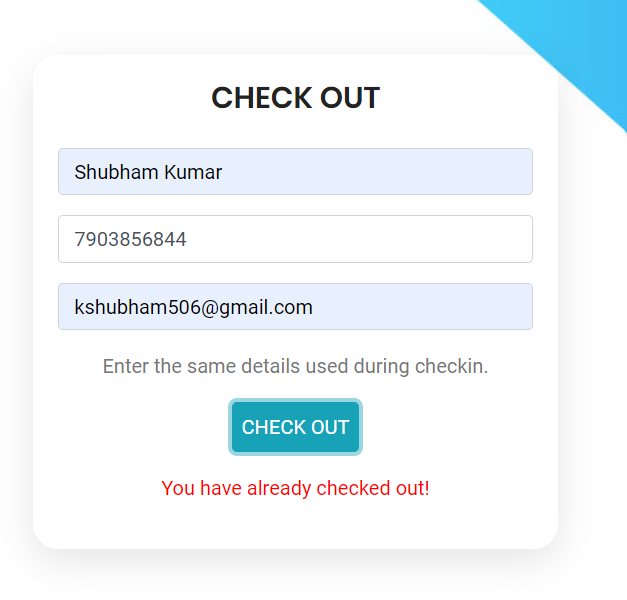 CHECK OUT
Shubham Kumar
7903856844
kshubham506@gmail.com
Enter the same details used during checkin.
CHECK OUT
You have already checked out!